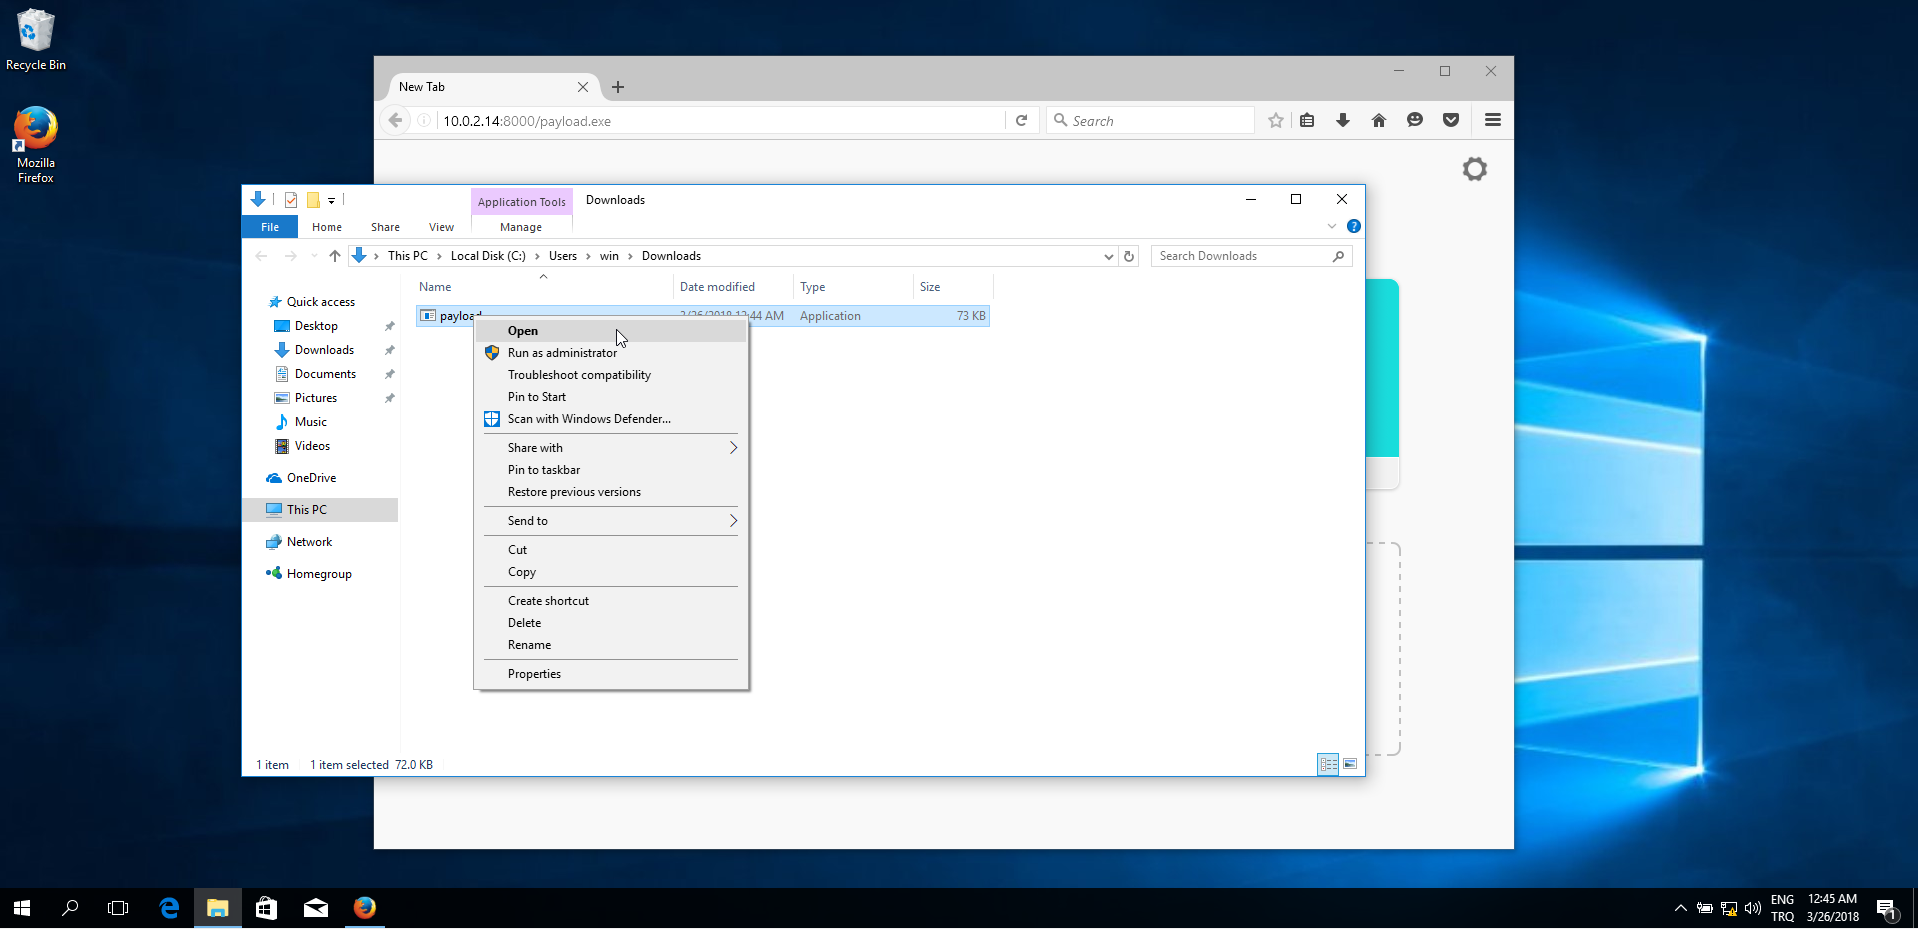 Recycle Bin
Mozilla
Firefox
New Tab
10.0.2.14:8000/payload.exe
Search
Application Tools
Downloads
File
Home
Share
View
Manage
This PC
Local Disk (C:)
Users
win
Downloads
Search Downloads
Name
Date modified
Type
Size
Quick access
Desktop
Downloads
Documents
Pictures
Music
Videos
OneDrive
This PC
Network
Homegroup
payload
3/26/2018 12:44 AM
Application
73 KB
Open
Run as administrator
Troubleshoot compatibility
Pin to Start
Scan with Windows Defender...
Share with
Pin to taskbar
Restore previous versions
Send to
Cut
Copy
Create shortcut
Delete
Rename
Properties
1 item
1 item selected 72.0 KB
ENG
TRQ
12:45 AM
3/26/2018
1